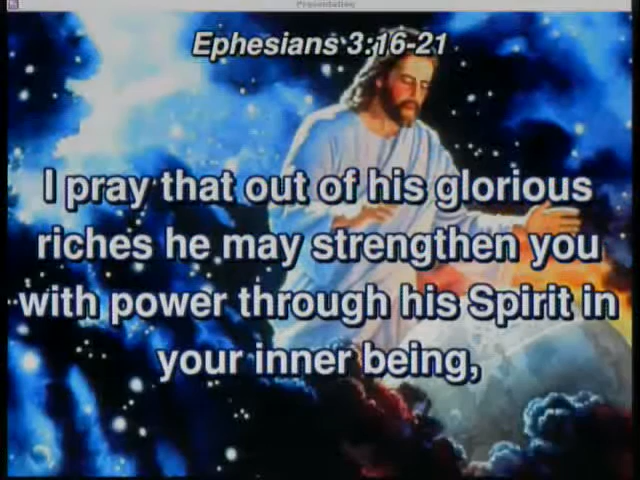 Presentation
Ephesians 3:16-21
I pray that out of his glorious
riches he may strengthen you
with power through his Spirit in
your inner being,